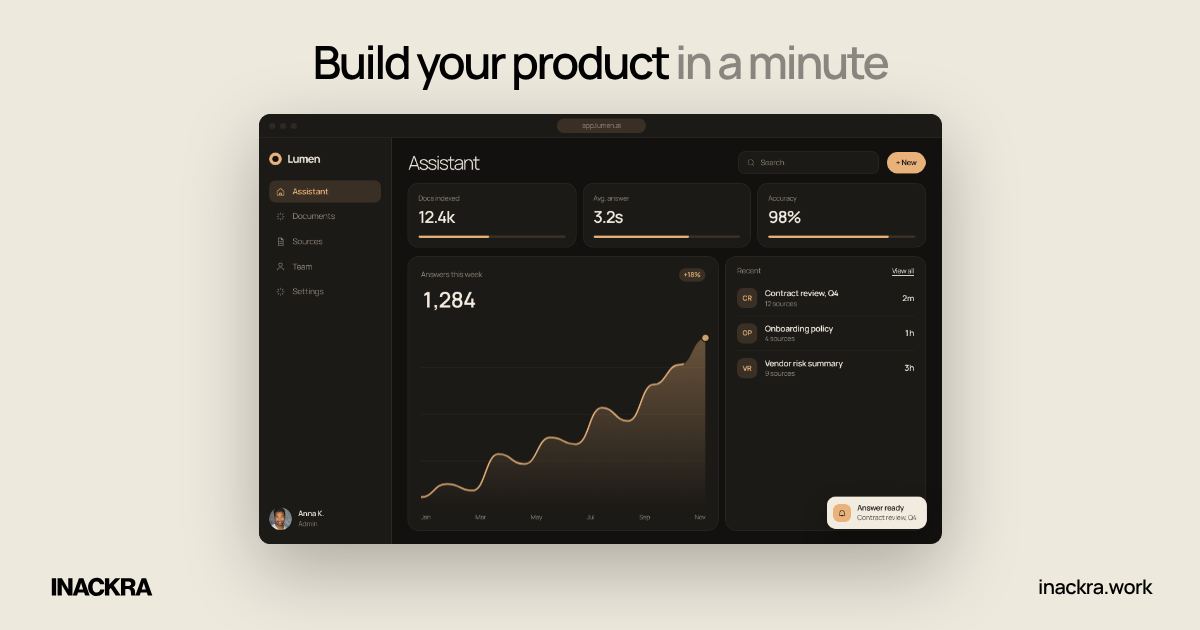 Build your product in a minute
app.lumen.ai
Lumen
Assistant
Documents
Sources
Team
Settings
Anna K.
Admin
Assistant
Search
+ New
Docs indexed
12.4k
Avg. answer
3.2s
Accuracy
98%
Answers this week
+18%
1,284
Jan
Mar
May
Jul
Sep
Nov
Recent
View all
CR
Contract review, Q4
12 sources
2m
OP
Onboarding policy
4 sources
1h
VR
Vendor risk summary
9 sources
3h
Answer ready
Contract review, Q4
INACKRA
inackra.work